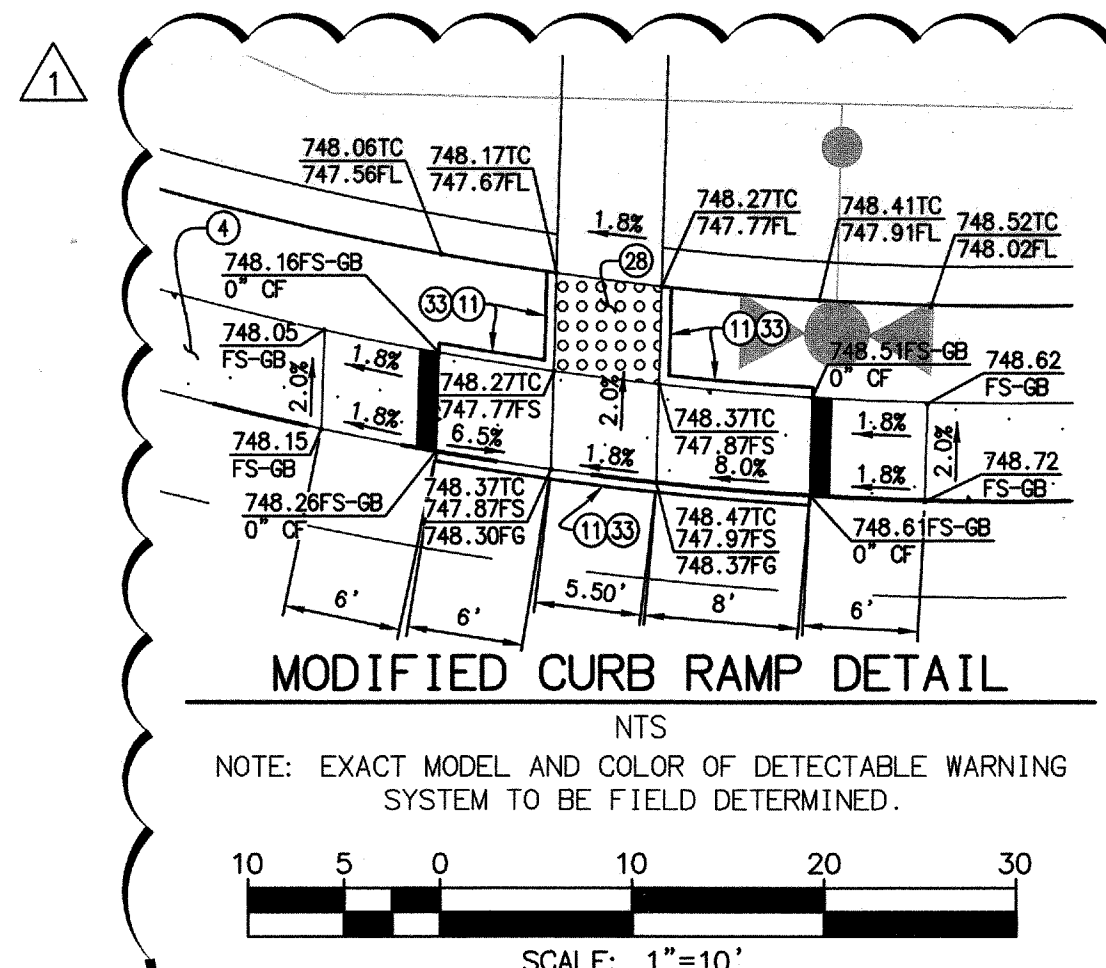 1
748.06TC
747.56FL
748.17TC
747.67FL
748.27TC
747.77FL
748.41TC
747.91FL
748.52TC
748.02FL
1.8%
4
28
748.16FS-GB
0" CF
33 11
11 33
748.05
FS-GB
1.8%
2.0%
1.8%
748.27TC
747.77FS
6.5%
2.0%
1.8%
748.37TC
747.87FS
8.0%
748.51FS-GB
0" CF
748.62
FS-GB
1.8%
1.8%
2.0%
748.15
FS-GB
748.26FS-GB
0" CF
748.37TC
747.87FS
748.30FG
11 33
748.47TC
747.97FS
748.37FG
748.61FS-GB
0" CF
748.72
FS-GB
6'
6'
5.50'
8'
6'
MODIFIED CURB RAMP DETAIL
NTS
NOTE: EXACT MODEL AND COLOR OF DETECTABLE WARNING
SYSTEM TO BE FIELD DETERMINED.
10 5 0 10 20 30
SCALE: 1"=10'